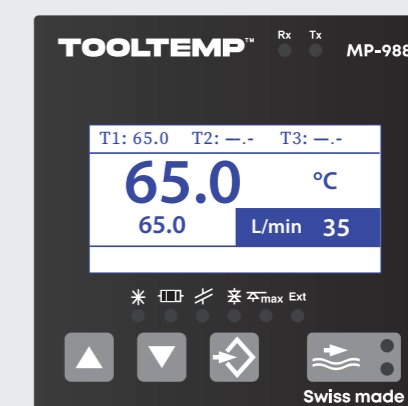 TOOLTEMP™ Rx Tx MP-988
T1: 65.0 T2: —.- T3: —.-
65.0 °C
65.0 L/min 35
max Ext
Swiss made